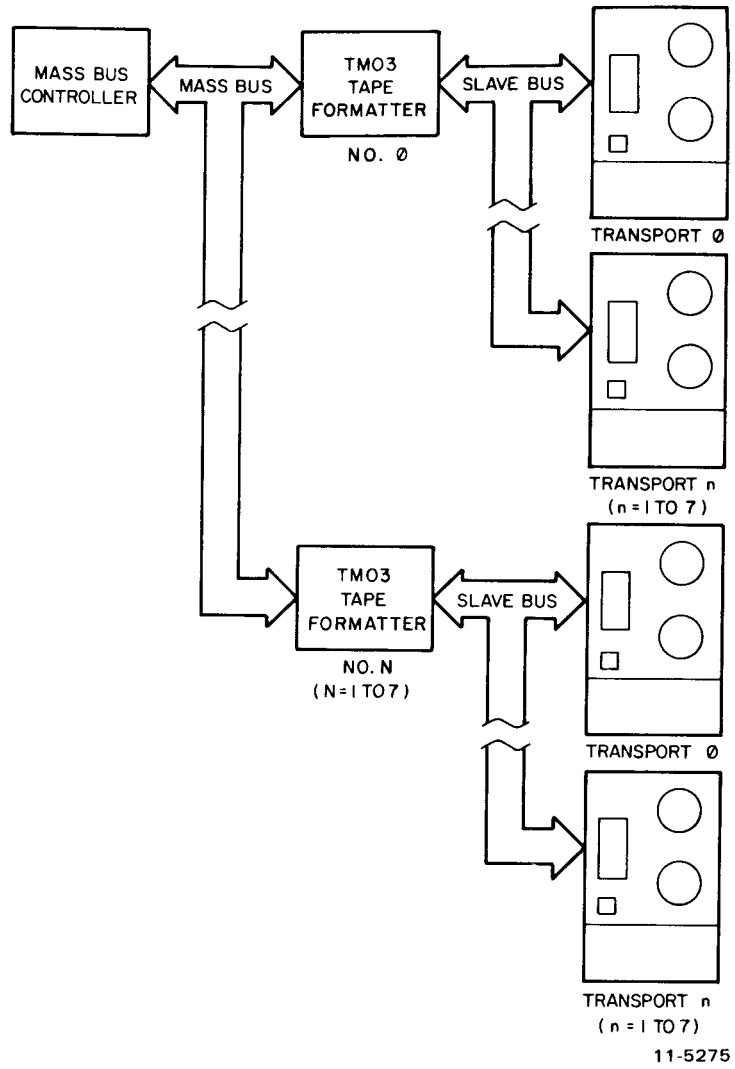 MASS BUS
CONTROLLER
MASS BUS
TM03
TAPE
FORMATTER
NO. Ø
SLAVE BUS
TRANSPORT Ø
TRANSPORT n
(n = 1 TO 7)
TM03
TAPE
FORMATTER
NO. N
(N = 1 TO 7)
SLAVE BUS
TRANSPORT Ø
TRANSPORT n
(n = 1 TO 7)
11-5275